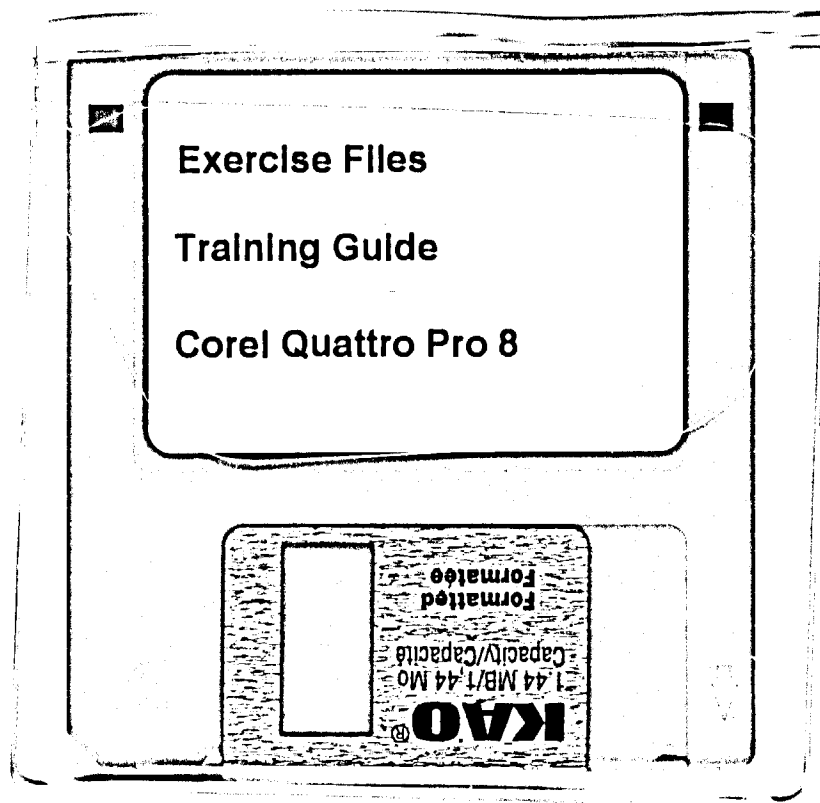 Exercise Files
Training Guide
Corel Quattro Pro 8
KAO®
1.44 MB/1,44 Mo
Capacity/Capacité
Formatted
Formatée